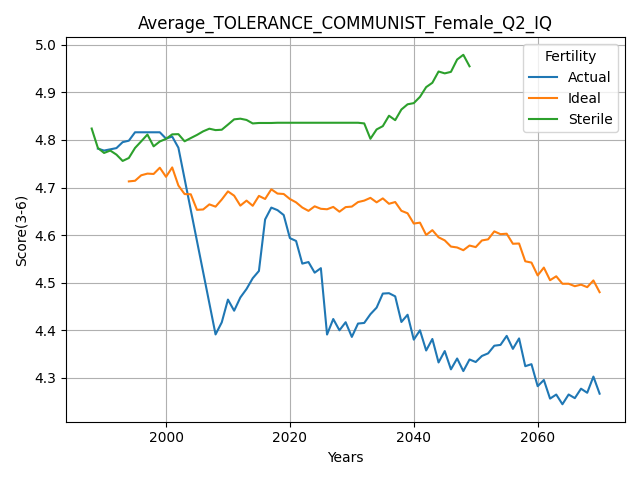 Average_TOLERANCE_COMMUNIST_Female_Q2_IQ
Score(3-6)
5.0
4.9
4.8
4.7
4.6
4.5
4.4
4.3
Fertility
Actual
Ideal
Sterile
2000
2020
2040
2060
Years